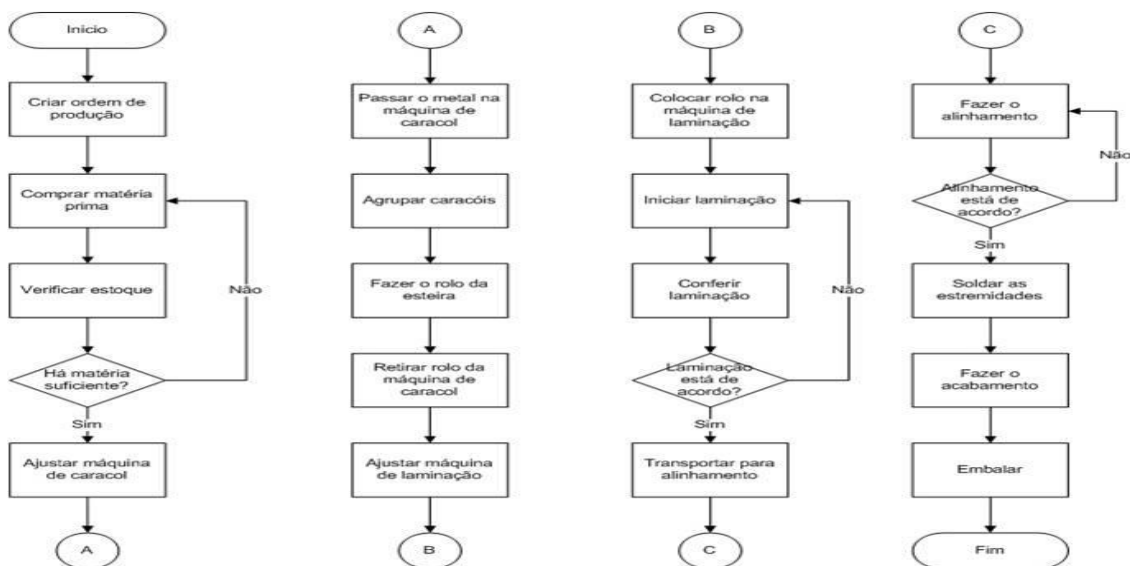 Inicio
Criar ordem de
produção
Comprar matéria
prima
Verificar estoque
Não
Há matéria
suficiente?
Sim
Ajustar máquina
de caracol
A
A
Passar o metal na
máquina de
caracol
Agrupar caracóis
Fazer o rolo da
esteira
Retirar rolo da
máquina de
caracol
Ajustar máquina
de laminação
B
B
Colocar rolo na
máquina de
laminação
Iniciar laminação
Conferir
laminação
Não
Laminação
está de
acordo?
Sim
Transportar para
alinhamento
C
C
Fazer o
alinhamento
Não
Alinhamento
está de
acordo?
Sim
Soldar as
estremidades
Fazer o
acabamento
Embalar
Fim